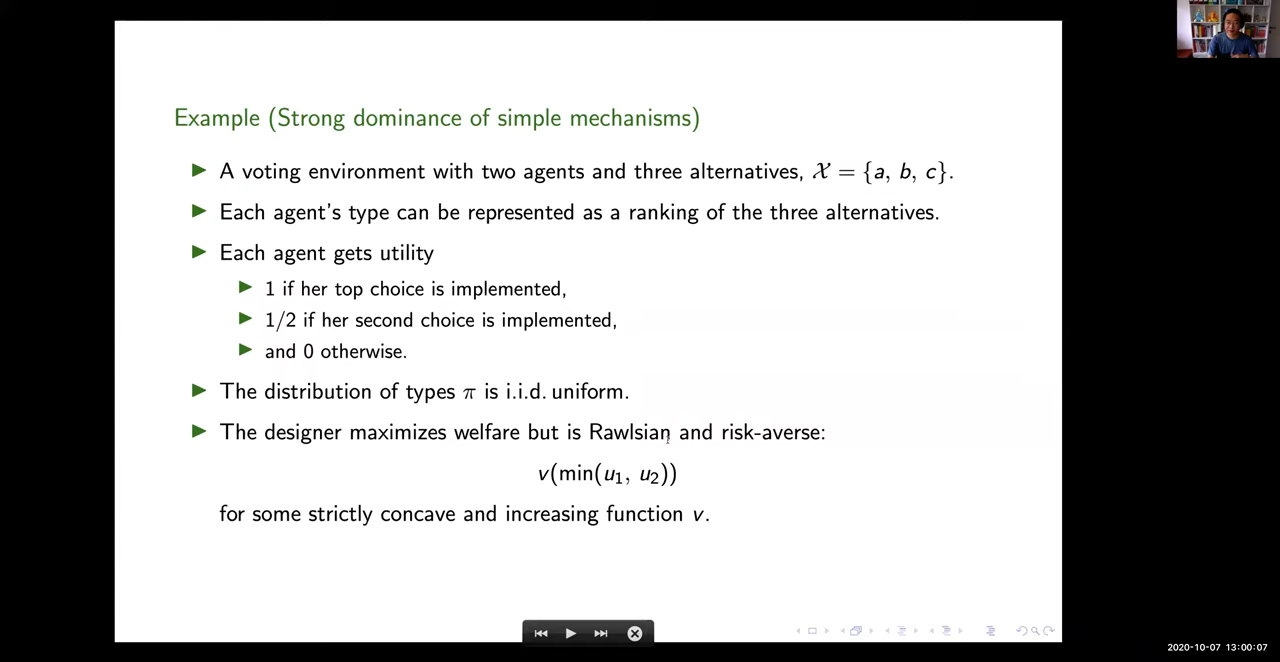 Example (Strong dominance of simple mechanisms)
A voting environment with two agents and three alternatives, 𝒳 = {a, b, c}.
Each agent's type can be represented as a ranking of the three alternatives.
Each agent gets utility
1 if her top choice is implemented,
1/2 if her second choice is implemented,
and 0 otherwise.
The distribution of types π is i.i.d. uniform.
The designer maximizes welfare but is Rawlsian and risk-averse:
v(min(u₁, u₂))
for some strictly concave and increasing function v.
2020-10-07 13:00:07